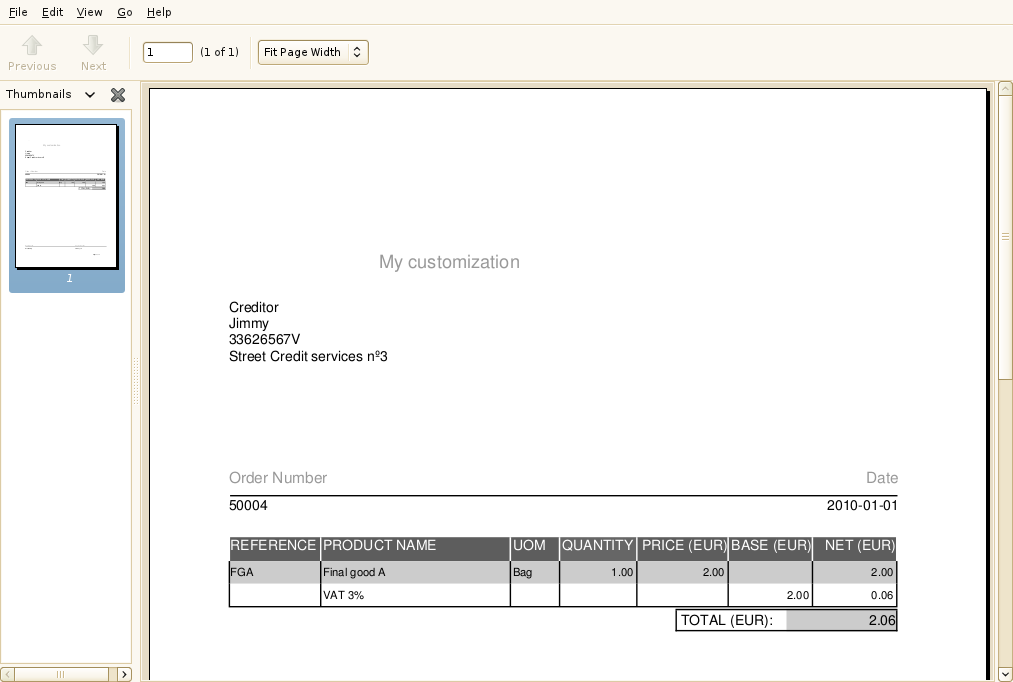 File Edit View Go Help
Previous Next 1 (1 of 1) Fit Page Width
Thumbnails
1
My customization
Creditor
Jimmy
33626567V
Street Credit services nº3
Order Number Date
50004 2010-01-01
REFERENCE PRODUCT NAME UOM QUANTITY PRICE (EUR) BASE (EUR) NET (EUR)
FGA Final good A Bag 1.00 2.00 2.00
VAT 3% 2.00 0.06
TOTAL (EUR): 2.06